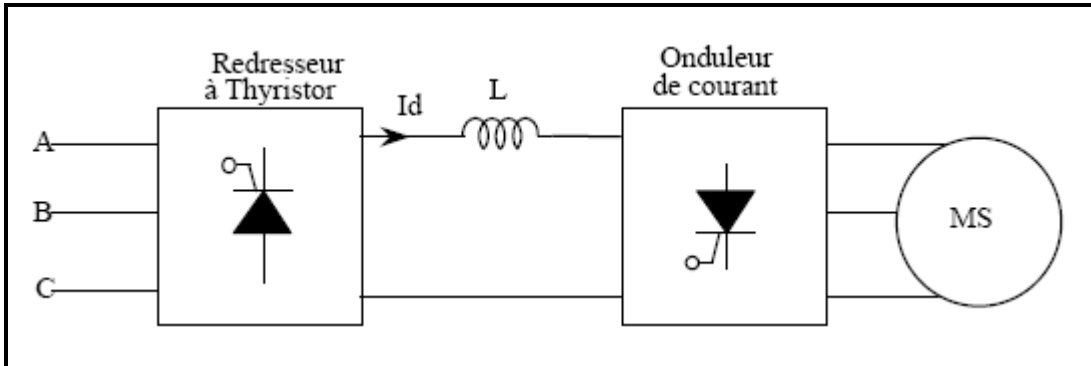 Redresseur
à Thyristor
Id
L
Onduleur
de courant
A
B
C
MS